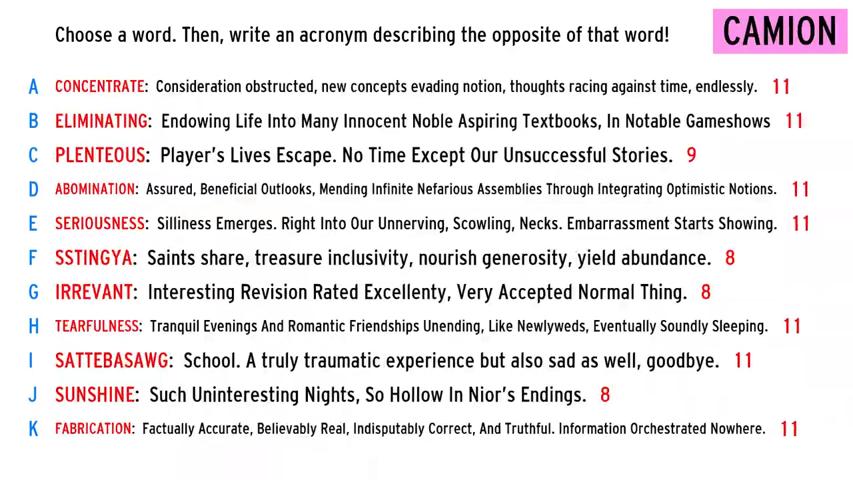 Choose a word. Then, write an acronym describing the opposite of that word!
CAMION
A CONCENTRATE: Consideration obstructed, new concepts evading notion, thoughts racing against time, endlessly. 11
B ELIMINATING: Endowing Life Into Many Innocent Noble Aspiring Textbooks, In Notable Gameshows 11
C PLENTEOUS: Player's Lives Escape. No Time Except Our Unsuccessful Stories. 9
D ABOMINATION: Assured, Beneficial Outlooks, Mending Infinite Nefarious Assemblies Through Integrating Optimistic Notions. 11
E SERIOUSNESS: Silliness Emerges. Right Into Our Unnerving, Scowling, Necks. Embarrassment Starts Showing. 11
F SSTINGYA: Saints share, treasure inclusivity, nourish generosity, yield abundance. 8
G IRREVANT: Interesting Revision Rated Excellenty, Very Accepted Normal Thing. 8
H TEARFULNESS: Tranquil Evenings And Romantic Friendships Unending, Like Newlyweds, Eventually Soundly Sleeping. 11
I SATTEBASAWG: School. A truly traumatic experience but also sad as well, goodbye. 11
J SUNSHINE: Such Uninteresting Nights, So Hollow In Nior's Endings. 8
K FABRICATION: Factually Accurate, Believably Real, Indisputably Correct, And Truthful. Information Orchestrated Nowhere. 11